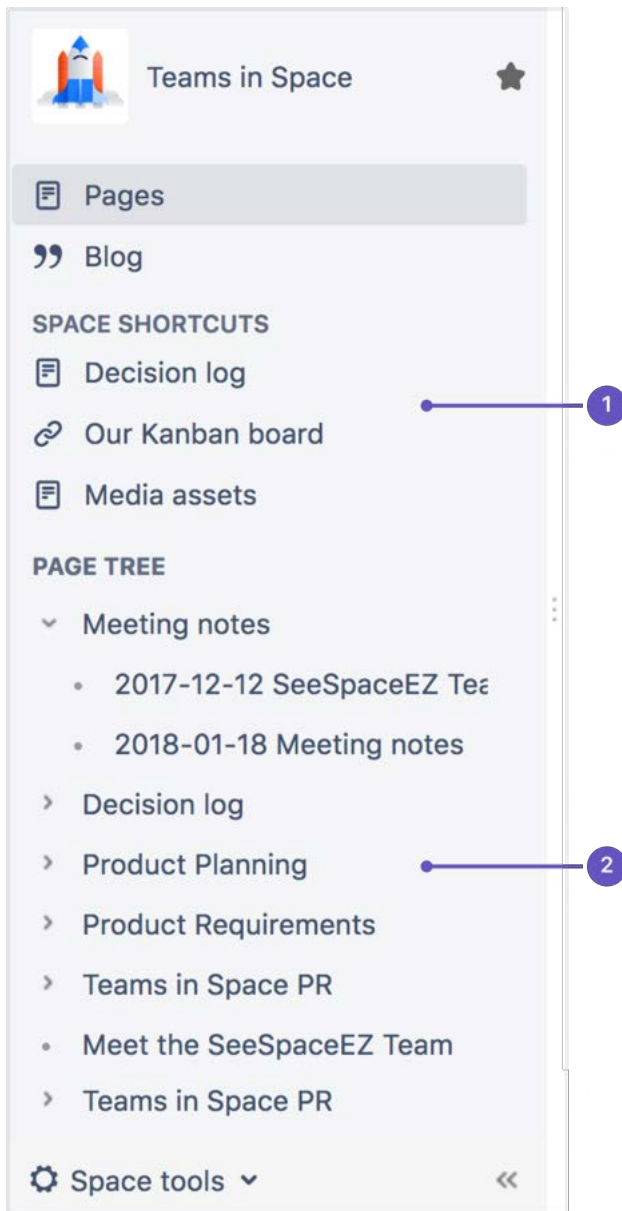 Teams in Space
Pages
Blog
SPACE SHORTCUTS
Decision log
1
Our Kanban board
Media assets
PAGE TREE
Meeting notes
2017-12-12 SeeSpaceEZ Tea
2018-01-18 Meeting notes
Decision log
Product Planning
2
Product Requirements
Teams in Space PR
Meet the SeeSpaceEZ Team
Teams in Space PR
Space tools